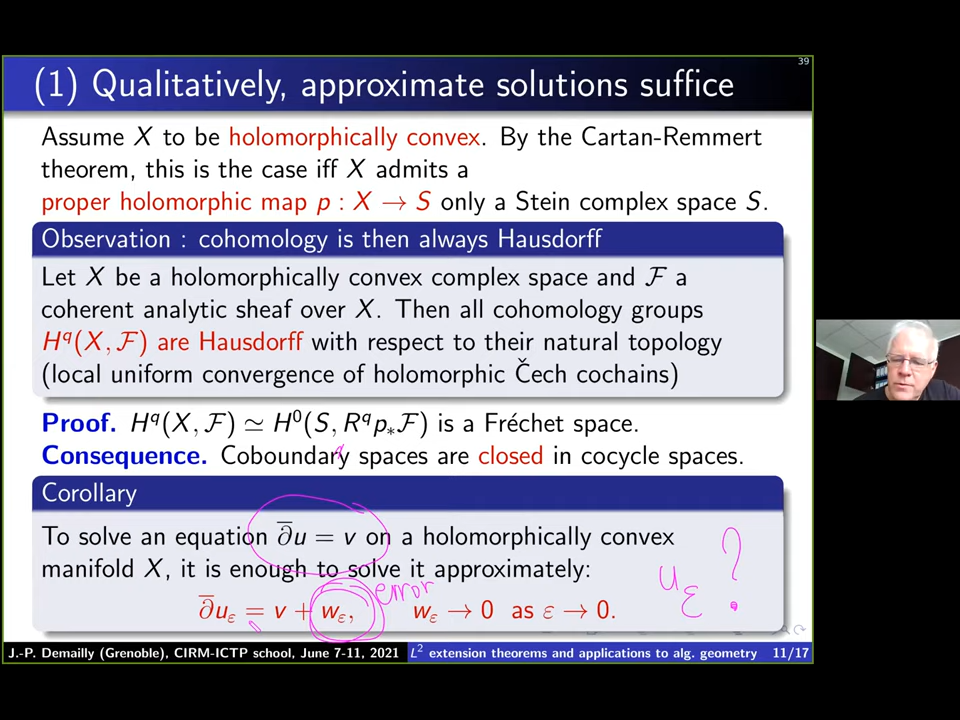 39
(1) Qualitatively, approximate solutions suffice
Assume X to be holomorphically convex. By the Cartan-Remmert
theorem, this is the case iff X admits a
proper holomorphic map p : X → S only a Stein complex space S.
Observation : cohomology is then always Hausdorff
Let X be a holomorphically convex complex space and ℱ a
coherent analytic sheaf over X. Then all cohomology groups
H^q(X, ℱ) are Hausdorff with respect to their natural topology
(local uniform convergence of holomorphic Čech cochains)
Proof. H^q(X, ℱ) ≃ H^0(S, R^q p_*ℱ) is a Fréchet space.
Consequence. Coboundary spaces are closed in cocycle spaces.
Corollary
To solve an equation ∂̄u = v on a holomorphically convex
manifold X, it is enough to solve it approximately:
error
∂̄u_ε = v + w_ε, w_ε → 0 as ε → 0.
u_ε ?
J.-P. Demailly (Grenoble), CIRM-ICTP school, June 7-11, 2021 L² extension theorems and applications to alg. geometry 11/17